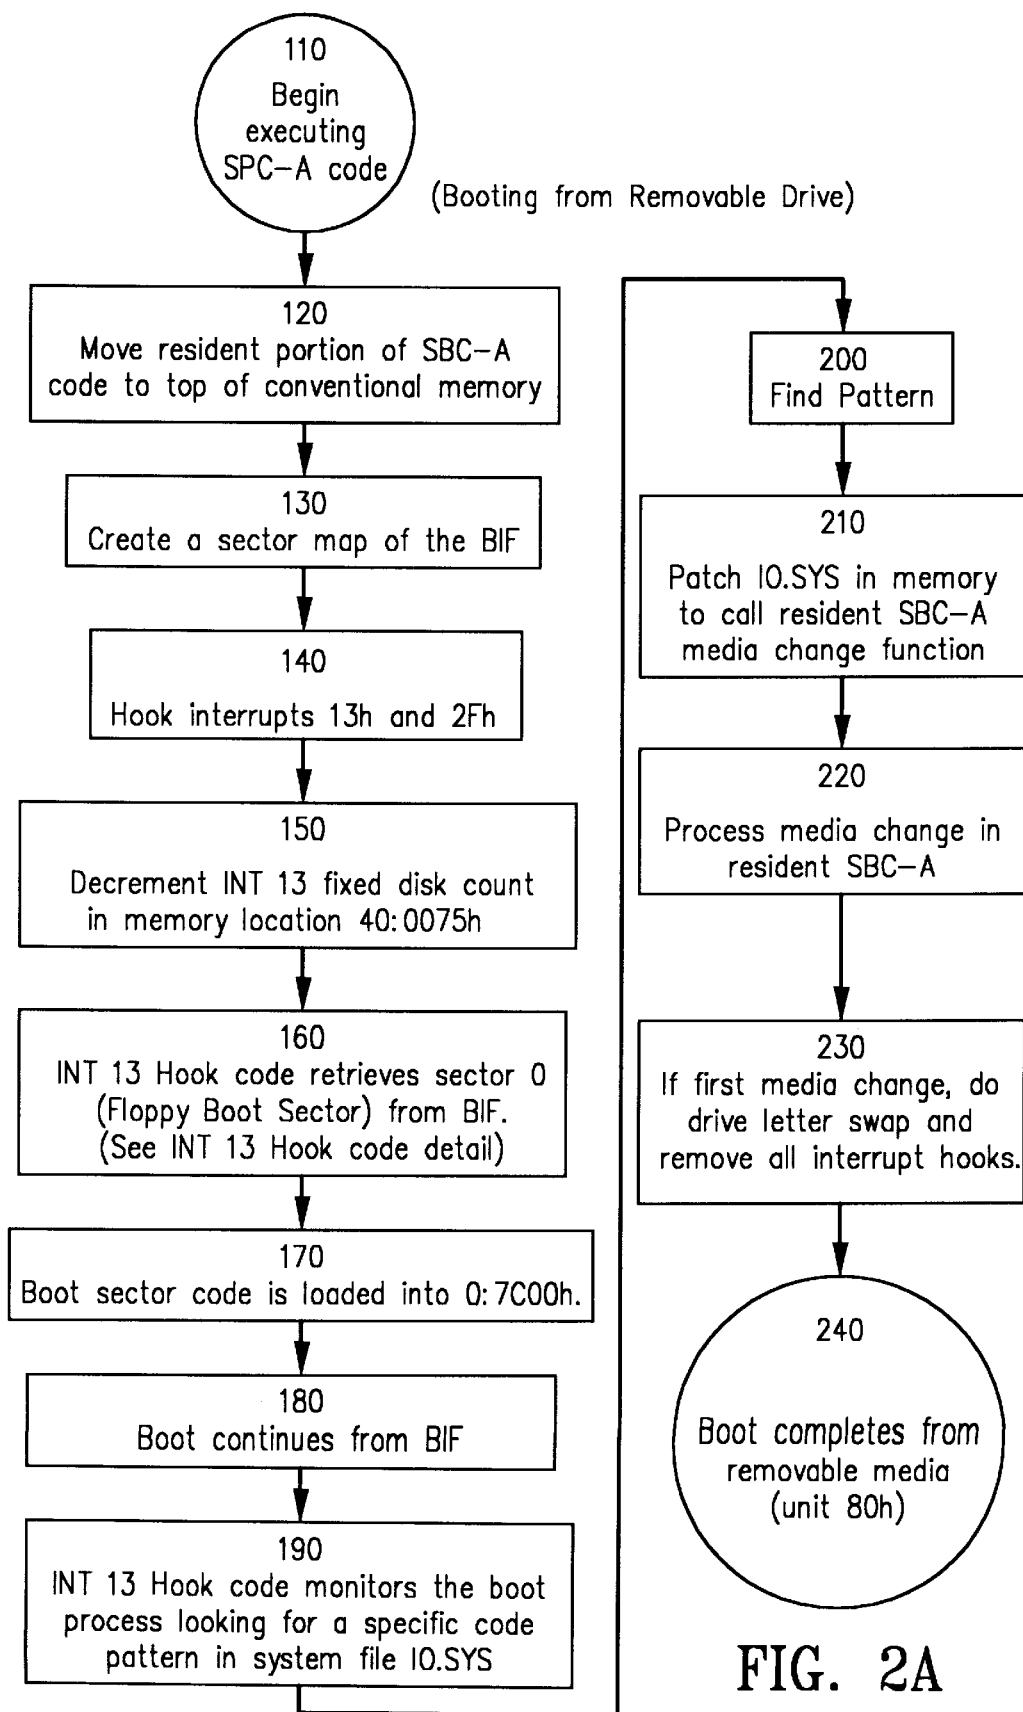 110
Begin
executing
SPC-A code
(Booting from Removable Drive)
120
Move resident portion of SBC-A
code to top of conventional memory
130
Create a sector map of the BIF
140
Hook interrupts 13h and 2Fh
150
Decrement INT 13 fixed disk count
in memory location 40:0075h
160
INT 13 Hook code retrieves sector 0
(Floppy Boot Sector) from BIF.
(See INT 13 Hook code detail)
170
Boot sector code is loaded into 0:7C00h.
180
Boot continues from BIF
190
INT 13 Hook code monitors the boot
process looking for a specific code
pattern in system file IO.SYS
200
Find Pattern
210
Patch IO.SYS in memory
to call resident SBC-A
media change function
220
Process media change in
resident SBC-A
230
If first media change, do
drive letter swap and
remove all interrupt hooks.
240
Boot completes from
removable media
(unit 80h)
FIG. 2A